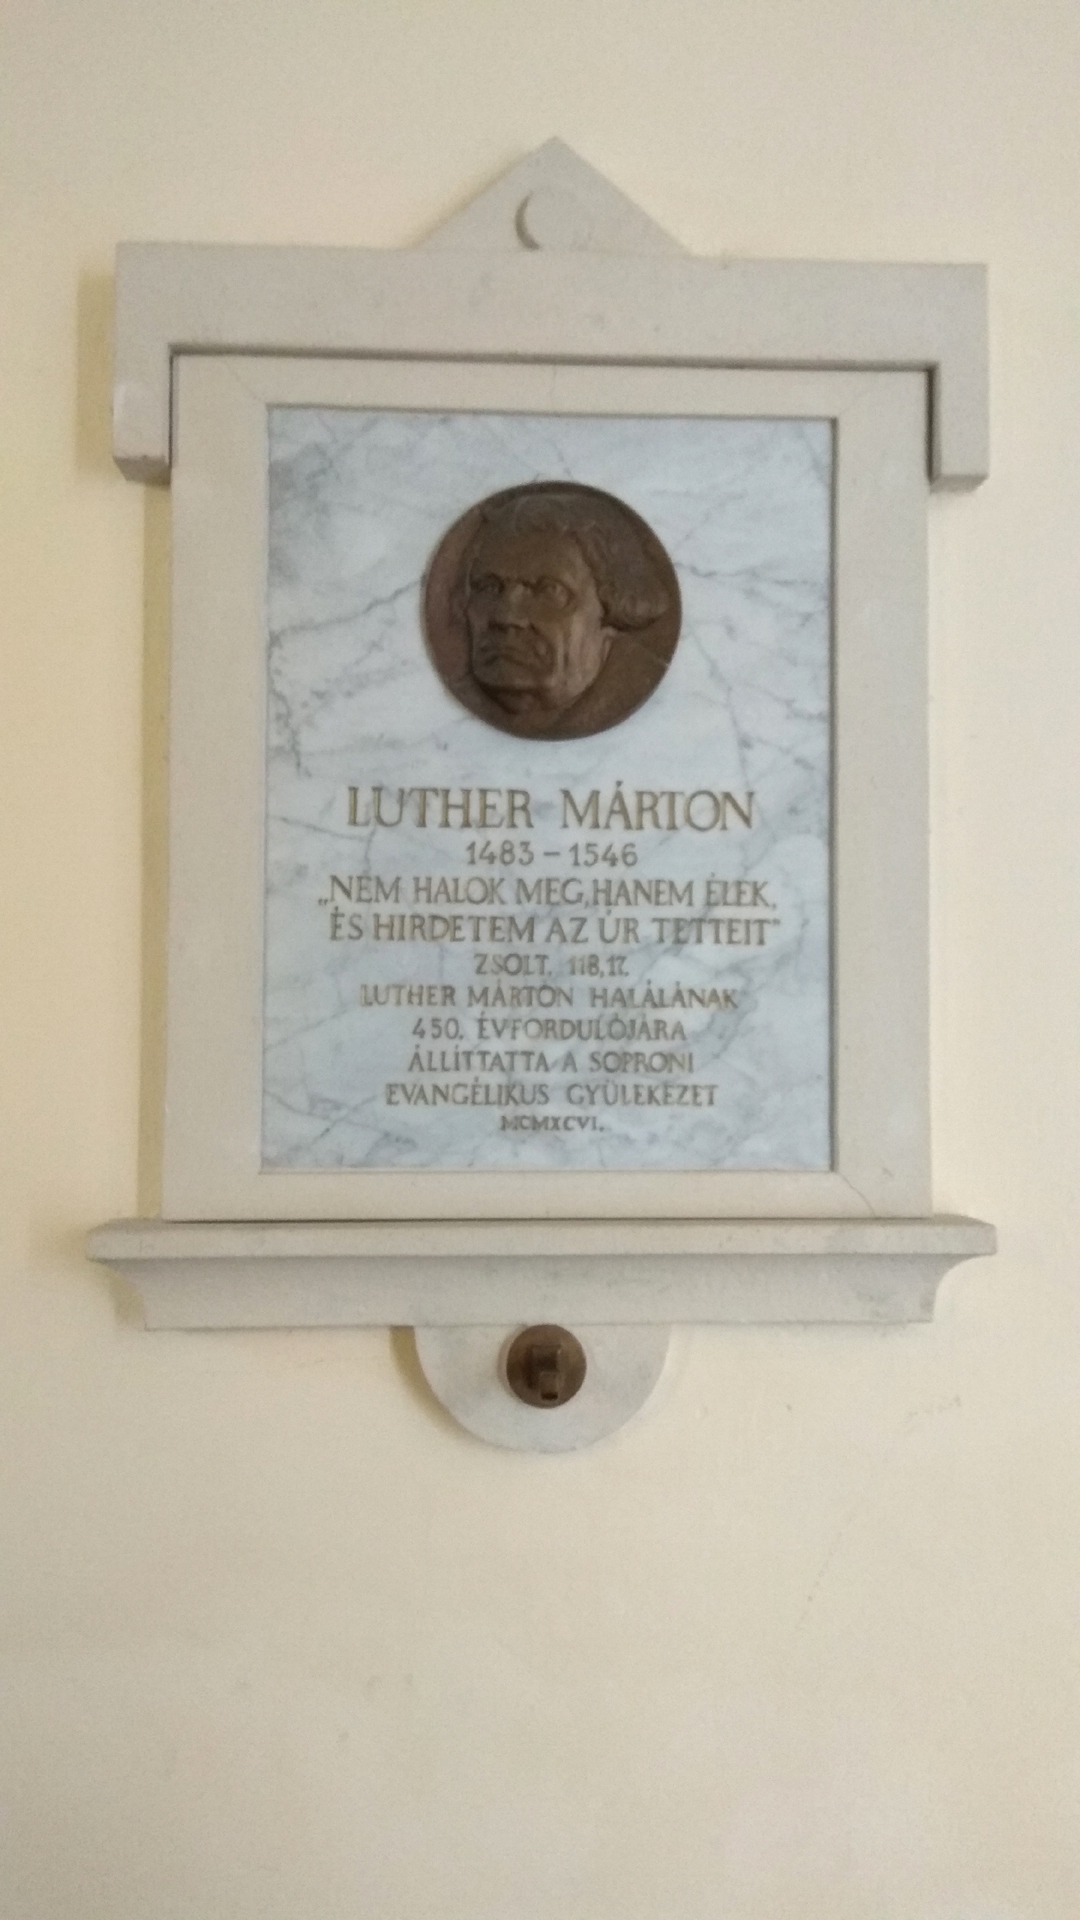 LUTHER MÁRTON
1483 – 1546
„NEM HALOK MEG, HANEM ÉLEK,
ÉS HIRDETEM AZ ÚR TETTEIT"
ZSOLT. 118,17.
LUTHER MÁRTON HALÁLÁNAK
450. ÉVFORDULÓJÁRA
ÁLLÍTTATTA A SOPRONI
EVANGÉLIKUS GYÜLEKEZET
MCMXCVI.